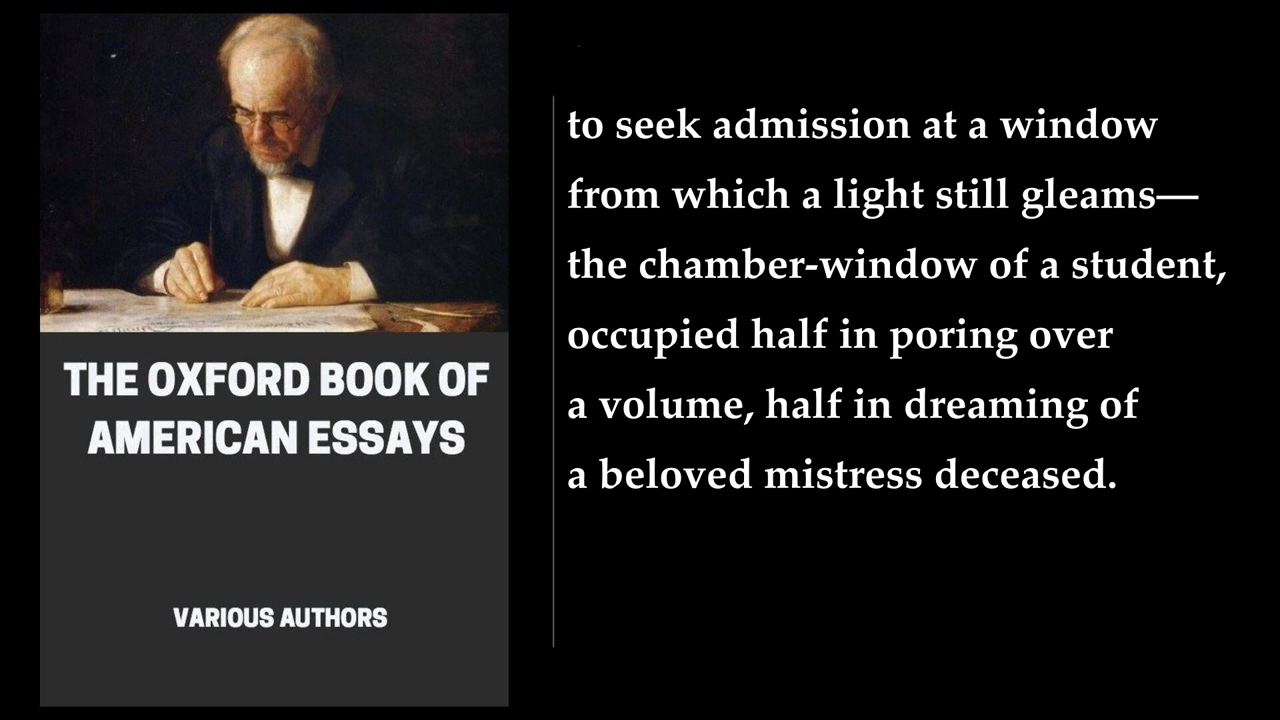 THE OXFORD BOOK OF
AMERICAN ESSAYS
VARIOUS AUTHORS
to seek admission at a window
from which a light still gleams—
the chamber-window of a student,
occupied half in poring over
a volume, half in dreaming of
a beloved mistress deceased.